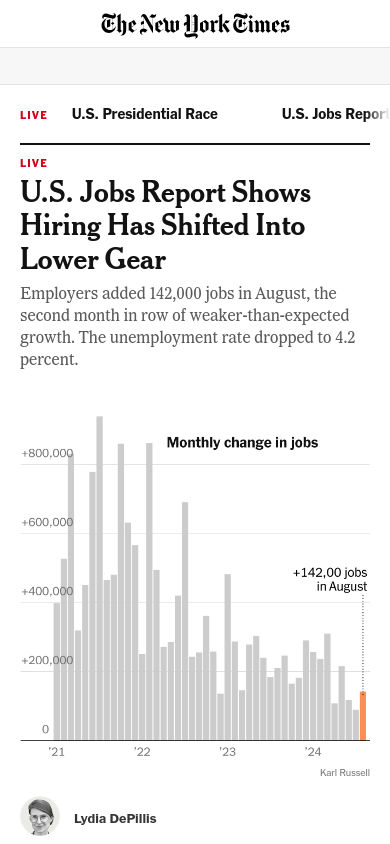 The New York Times
LIVE U.S. Presidential Race U.S. Jobs Repor
LIVE
U.S. Jobs Report Shows
Hiring Has Shifted Into
Lower Gear
Employers added 142,000 jobs in August, the
second month in row of weaker-than-expected
growth. The unemployment rate dropped to 4.2
percent.
Monthly change in jobs
+800,000
+600,000
+142,00 jobs
in August
+400,000
+200,000
0
’21 ’22 ’23 ’24
Karl Russell
Lydia DePillis